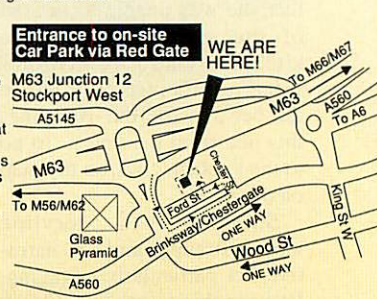 Entrance to on-site
Car Park via Red Gate
WE ARE
HERE!
M63 Junction 12
Stockport West
To M66/M67
M63
A5145
A560
To A6
M63
To M56/M62
Chester St
Ford St
Glass
Pyramid
Brinksway/Chestergate
ONE WAY
King St W
Wood St
ONE WAY
A560